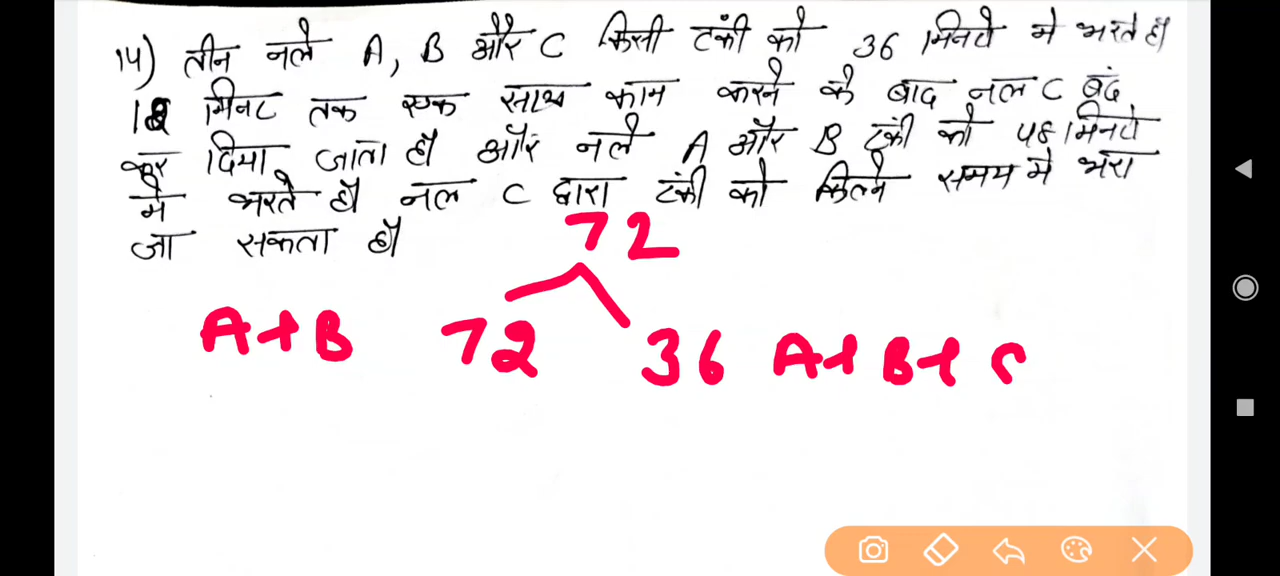 14) तीन नले A, B और C किसी टंकी को 36 मिनटो मे भरते हैं
12 मिनट तक एक साथ काम करने के बाद नल C बंद
कर दिया जाता हैं और नले A और B टंकी को 48 मिनटो
मे भरते हैं नल C द्वारा टंकी को कितने समय मे भरा
जा सकता हैं
72
A+B 72 36 A+B+C